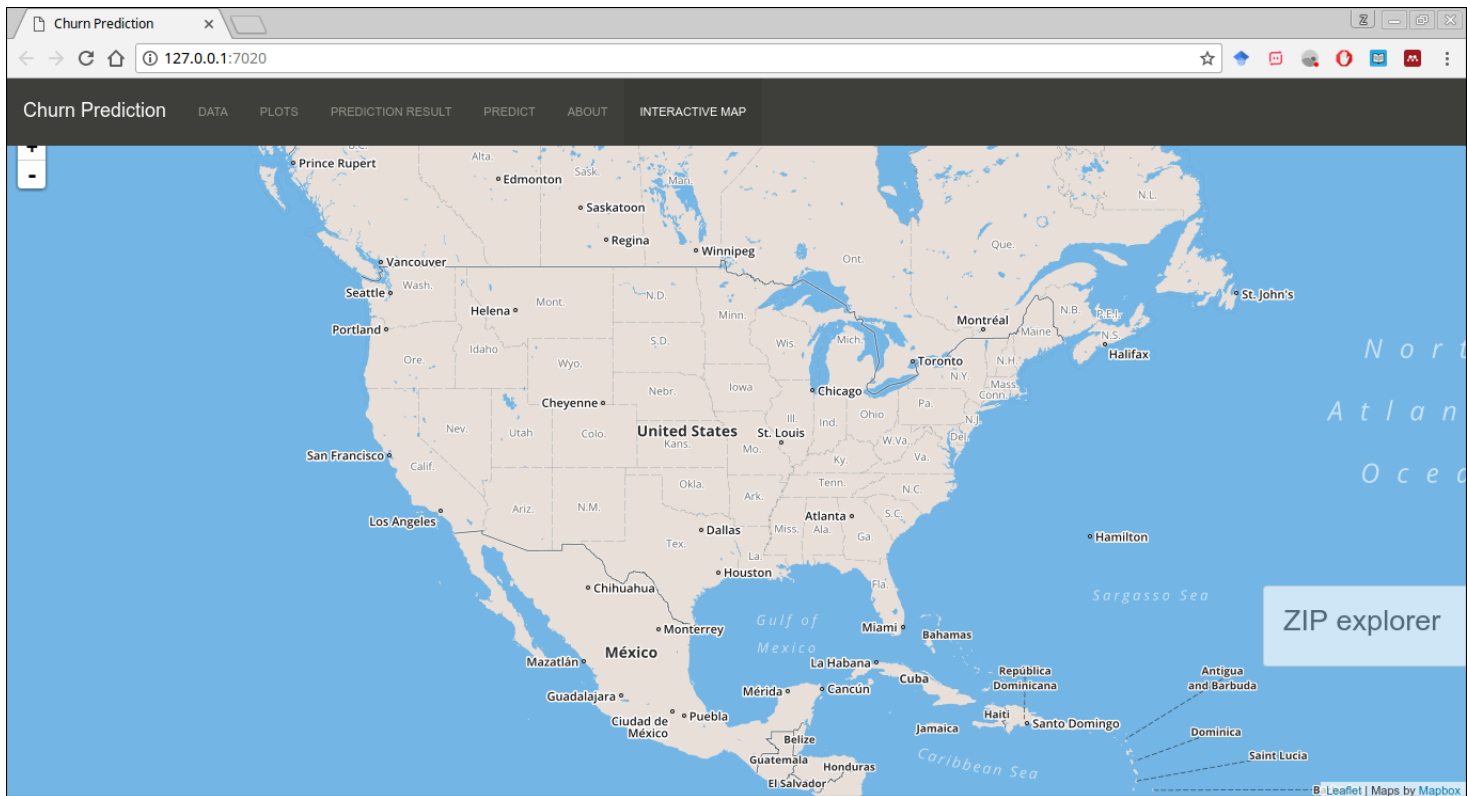 Churn Prediction
Z
127.0.0.1:7020
Churn Prediction DATA PLOTS PREDICTION RESULT PREDICT ABOUT INTERACTIVE MAP
+
-
B.C.
Prince Rupert
Alta.
Edmonton
Sask.
Man.
N.L.
Saskatoon
Regina
Winnipeg
Ont.
Que.
Vancouver
Wash.
Seattle
N.D.
St. John's
Helena
Mont.
Minn.
Montréal
N.B.
P.E.I.
Portland
Maine
N.S.
Halifax
Idaho
S.D.
Wis.
Mich.
Ore.
Wyo.
Toronto
N.H.
N.Y.
Mass.
Conn.
Nort
Atlan
Ocea
Nebr.
Iowa
Chicago
Cheyenne
Pa.
Ill.
Ind.
Ohio
N.J.
Nev.
Utah
Colo.
United States
Kans.
St. Louis
Mo.
W.Va.
Del.
San Francisco
Calif.
Ky.
Va.
Okla.
Tenn.
N.C.
Ark.
Ariz.
N.M.
Los Angeles
Atlanta
S.C.
Dallas
Miss.
Ala.
Ga.
Tex.
La.
Hamilton
Houston
Fla.
Chihuahua
Sargasso Sea
Gulf of
Mexico
Monterrey
Miami
Bahamas
ZIP explorer
México
Mazatlán
La Habana
Cuba
República
Dominicana
Antigua
and Barbuda
Guadalajara
Mérida
Cancún
Ciudad de
México
Puebla
Haiti
Santo Domingo
Jamaica
Dominica
Belize
Guatemala
Honduras
Caribbean Sea
Saint Lucia
El Salvador
Leaflet | Maps by Mapbox